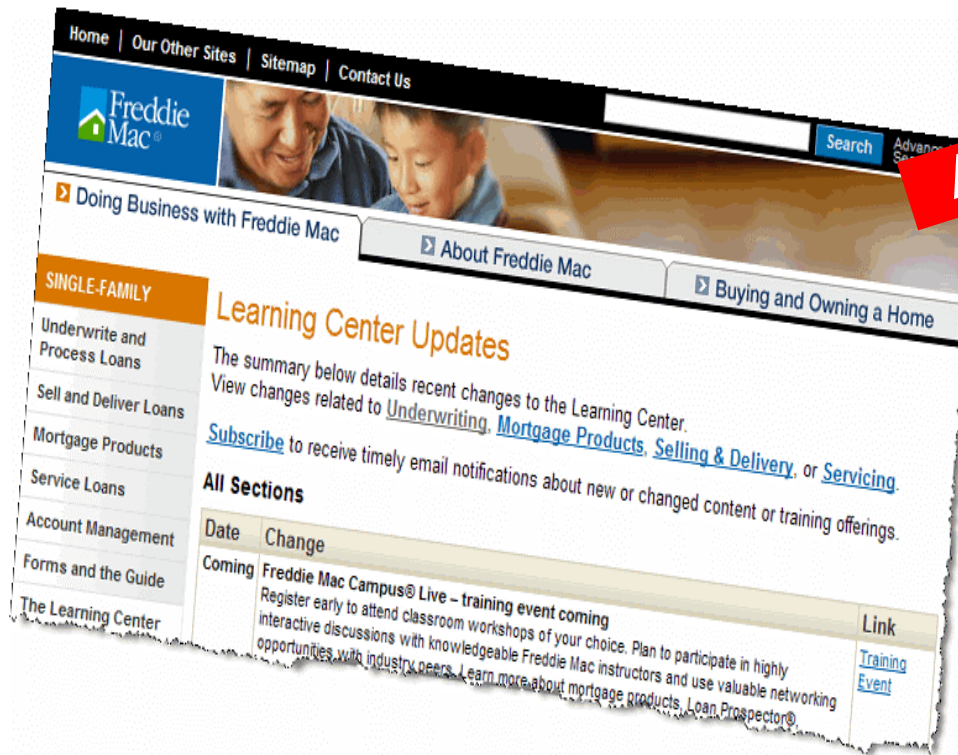 Home | Our Other Sites | Sitemap | Contact Us
Freddie
Mac®
Search
Doing Business with Freddie Mac
About Freddie Mac
Buying and Owning a Home
SINGLE-FAMILY
Underwrite and
Process Loans
Sell and Deliver Loans
Mortgage Products
Service Loans
Account Management
Forms and the Guide
The Learning Center
Learning Center Updates
The summary below details recent changes to the Learning Center.
View changes related to Underwriting, Mortgage Products, Selling & Delivery, or Servicing.
Subscribe to receive timely email notifications about new or changed content or training offerings.
All Sections
Date Change Link
Coming Freddie Mac Campus® Live – training event coming
Register early to attend classroom workshops of your choice. Plan to participate in highly
interactive discussions with knowledgeable Freddie Mac instructors and use valuable networking
opportunities with industry peers. Learn more about mortgage products, Loan Prospector®,
Training
Event